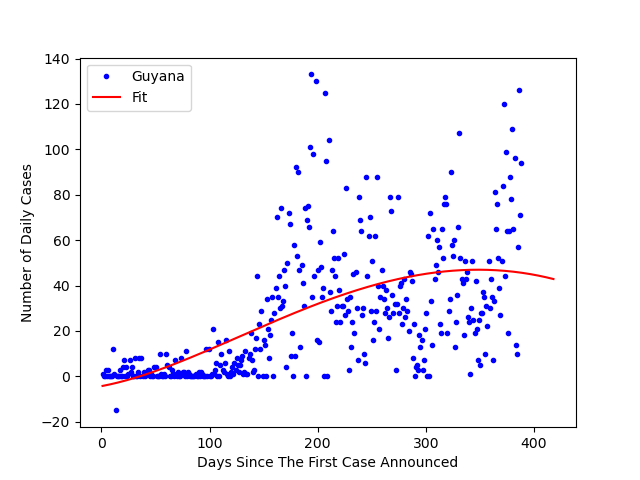 Guyana
Fit
Number of Daily Cases
140
120
100
80
60
40
20
0
−20
0 100 200 300 400
Days Since The First Case Announced